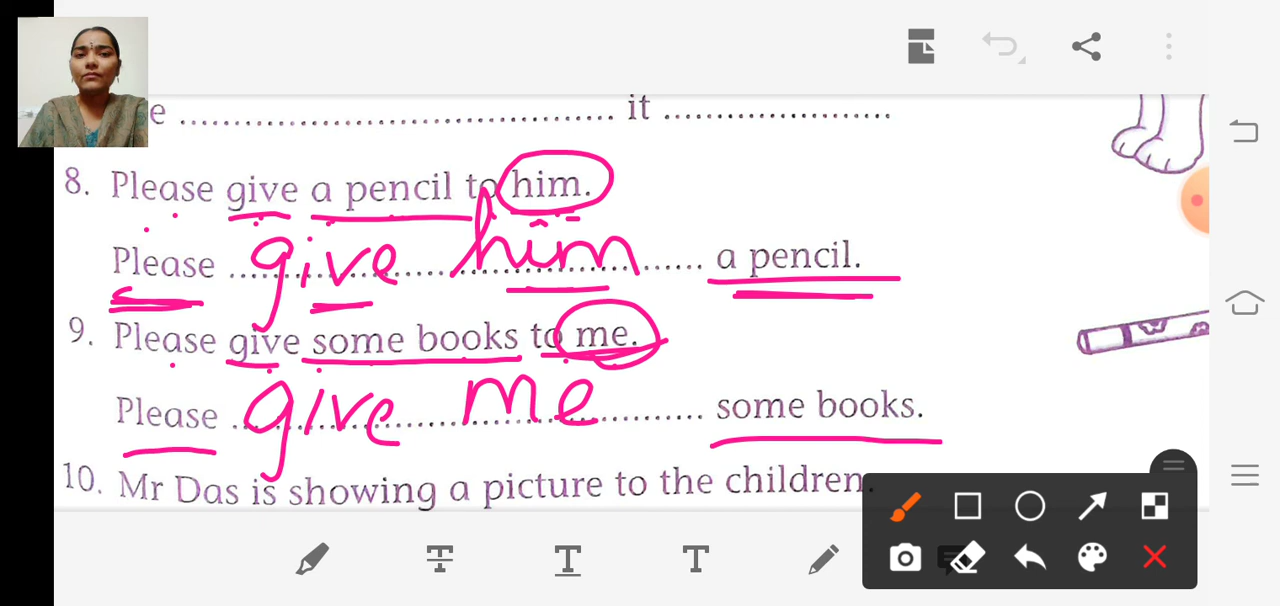 e ........................................ it ....................
8. Please give a pencil to him.
Please give him a pencil.
9. Please give some books to me.
Please give me some books.
10. Mr Das is showing a picture to the children.